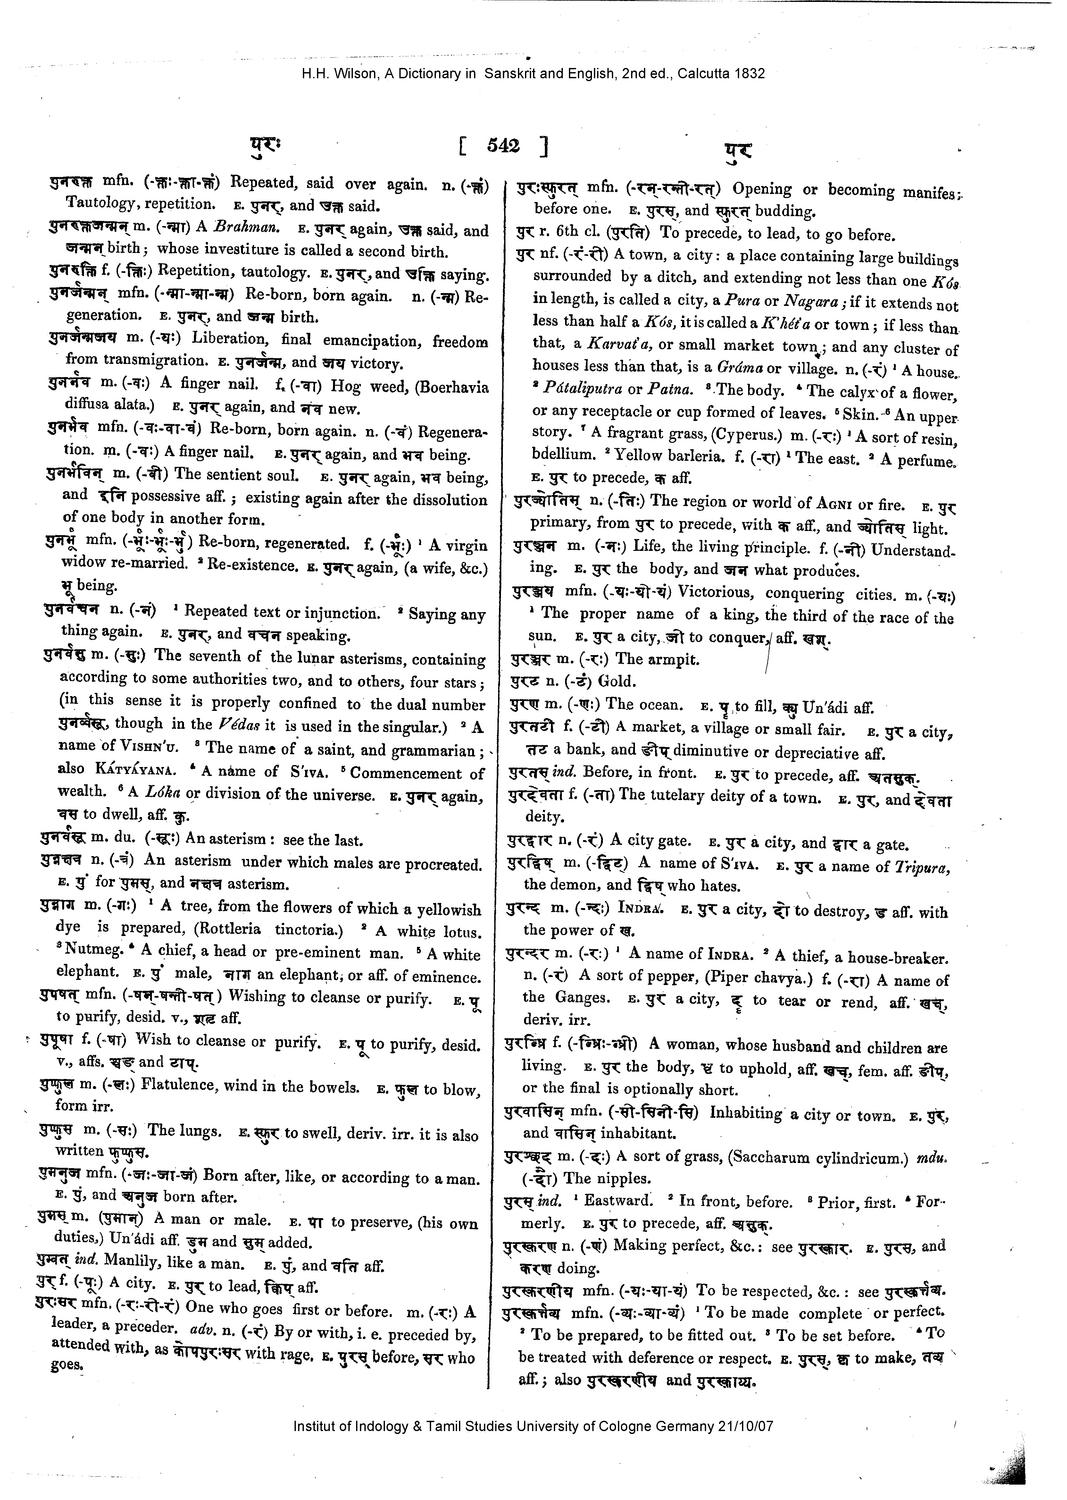 H.H. Wilson, A Dictionary in Sanskrit and English, 2nd ed., Calcutta 1832
पुरः
[ 542 ]
पुर
पुनरुक्त mfn. (-क्तः-क्ता-क्तं) Repeated, said over again. n. (-क्तं)
Tautology, repetition. E. पुनर्, and उक्त said.
पुनरुक्तजन्मन् m. (-न्मा) A Brahman. E. पुनर् again, उक्त said, and
जन्मन् birth; whose investiture is called a second birth.
पुनरुक्ति f. (-क्तिः) Repetition, tautology. E. पुनर्, and उक्ति saying.
पुनर्जन्मन् mfn. (-न्मा-न्मा-न्म) Re-born, born again. n. (-न्म) Re-
generation. E. पुनर्, and जन्म birth.
पुनर्जन्मजय m. (-यः) Liberation, final emancipation, freedom
from transmigration. E. पुनर्जन्म, and जय victory.
पुनर्नव m. (-वः) A finger nail. f. (-वा) Hog weed, (Boerhavia
diffusa alata.) E. पुनर् again, and नव new.
पुनर्भव mfn. (-वः-वा-वं) Re-born, born again. n. (-वं) Regenera-
tion. m. (-वः) A finger nail. E. पुनर् again, and भव being.
पुनर्भविन् m. (-वी) The sentient soul. E. पुनर् again, भव being,
and इनि possessive aff.; existing again after the dissolution
of one body in another form.
पुनर्भू mfn. (-र्भूः-र्भूः-र्भु) Re-born, regenerated. f. (-र्भूः) ¹ A virgin
widow re-married. ² Re-existence. E. पुनर् again, (a wife, &c.)
भू being.
पुनर्वचन n. (-नं) ¹ Repeated text or injunction. ² Saying any
thing again. E. पुनर्, and वचन speaking.
पुनर्वसु m. (-सुः) The seventh of the lunar asterisms, containing
according to some authorities two, and to others, four stars;
(in this sense it is properly confined to the dual number
पुनर्व्वसू, though in the Védas it is used in the singular.) ² A
name of VISHN'U. ³ The name of a saint, and grammarian;
also KÁTYÁYANA. ⁴ A name of S'IVA. ⁵ Commencement of
wealth. ⁶ A Lóka or division of the universe. E. पुनर् again,
वस to dwell, aff. कु.
पुनर्वसू m. du. (-सूः) An asterism: see the last.
पुन्नचत्र n. (-त्रं) An asterism under which males are procreated.
E. पुं for पुमस्, and नक्षत्र asterism.
पुन्नाग m. (-गः) ¹ A tree, from the flowers of which a yellowish
dye is prepared, (Rottleria tinctoria.) ² A white lotus.
³ Nutmeg. ⁴ A chief, a head or pre-eminent man. ⁵ A white
elephant. E. पुं male, नाग an elephant; or aff. of eminence.
पुपूषत् mfn. (-षन्-षन्ती-षत्) Wishing to cleanse or purify. E. पू
to purify, desid. v., शतृ aff.
पुपूषा f. (-षा) Wish to cleanse or purify. E. पू to purify, desid.
v., affs. अङ् and टाप्.
पुप्फुल m. (-लः) Flatulence, wind in the bowels. E. फुल to blow,
form irr.
पुप्फुस m. (-सः) The lungs. E. स्फुर to swell, deriv. irr. it is also
written फुप्फुस.
पुमनुज mfn. (-जः-जा-जं) Born after, like, or according to a man.
E. पुं, and अनुज born after.
पुमस् m. (पुमान्) A man or male. E. पा to preserve, (his own
duties,) Un'ádi aff. डुम and सुम् added.
पुम्वत् ind. Manlily, like a man. E. पुं, and वति aff.
पुर् f. (-पूः) A city. E. पुर to lead, क्विप् aff.
पुरःसर mfn. (-रः-री-रं) One who goes first or before. m. (-रः) A
leader, a preceder. adv. n. (-रं) By or with, i. e. preceded by,
attended with, as कोपपुरःसर with rage. E. पुरस् before, सर who
goes.
पुरःस्फुरत् mfn. (-रन्-रन्ती-रत्) Opening or becoming manifes;
before one. E. पुरस्, and स्फुरत् budding.
पुर r. 6th cl. (पुरति) To precede, to lead, to go before.
पुर nf. (-रं-री) A town, a city: a place containing large buildings
surrounded by a ditch, and extending not less than one Kós
in length, is called a city, a Pura or Nagara; if it extends not
less than half a Kós, it is called a K'hét'a or town; if less than
that, a Karvat'a, or small market town; and any cluster of
houses less than that, is a Gráma or village. n. (-रं) ¹ A house.
² Pátaliputra or Patna. ³ The body. ⁴ The calyx of a flower,
or any receptacle or cup formed of leaves. ⁵ Skin. ⁶ An upper
story. ⁷ A fragrant grass, (Cyperus.) m. (-रः) ¹ A sort of resin,
bdellium. ² Yellow barleria. f. (-रा) ¹ The east. ² A perfume.
E. पुर to precede, क aff.
पुरज्योतिस् n. (-तिः) The region or world of AGNI or fire. E. पुर
primary, from पुर to precede, with क aff., and ज्योतिस् light.
पुरञ्जन m. (-नः) Life, the living principle. f. (-नी) Understand-
ing. E. पुर the body, and जन what produces.
पुरञ्जय mfn. (-यः-यो-यं) Victorious, conquering cities. m. (-यः)
¹ The proper name of a king, the third of the race of the
sun. E. पुर a city, जी to conquer, aff. खश्.
पुरञ्जर m. (-रः) The armpit.
पुरट n. (-टं) Gold.
पुरण m. (-णः) The ocean. E. पॄ to fill, क्यु Un'ádi aff.
पुरतटी f. (-टी) A market, a village or small fair. E. पुर a city,
तट a bank, and ङीप् diminutive or depreciative aff.
पुरतस् ind. Before, in front. E. पुर to precede, aff. अतसुक्.
पुरदेवता f. (-ता) The tutelary deity of a town. E. पुर, and देवता
deity.
पुरद्वार n. (-रं) A city gate. E. पुर a city, and द्वार a gate.
पुरद्विष् m. (-द्विट्) A name of S'IVA. E. पुर a name of Tripura,
the demon, and द्विष् who hates.
पुरन्द m. (-न्दः) INDRA. E. पुर a city, दो to destroy, ड aff. with
the power of ख.
पुरन्दर m. (-रः) ¹ A name of INDRA. ² A thief, a house-breaker.
n. (-रं) A sort of pepper, (Piper chavya.) f. (-रा) A name of
the Ganges. E. पुर a city, दॄ to tear or rend, aff. खच्,
deriv. irr.
पुरन्ध्रि f. (-न्ध्रिः-न्ध्री) A woman, whose husband and children are
living. E. पुर the body, धृ to uphold, aff. खच्, fem. aff. ङीप्,
or the final is optionally short.
पुरवासिन् mfn. (-सी-सिनी-सि) Inhabiting a city or town. E. पुर,
and वासिन् inhabitant.
पुरश्छद् m. (-दः) A sort of grass, (Saccharum cylindricum.) mdu.
(-दौ) The nipples.
पुरस् ind. ¹ Eastward. ² In front, before. ³ Prior, first. ⁴ For-
merly. E. पुर to precede, aff. असुक्.
पुरस्करण n. (-णं) Making perfect, &c.: see पुरस्कार. E. पुरस्, and
करण doing.
पुरस्करणीय mfn. (-यः-या-यं) To be respected, &c.: see पुरस्कर्त्तव्य.
पुरस्कर्त्तव्य mfn. (-व्यः-व्या-व्यं) ¹ To be made complete or perfect.
² To be prepared, to be fitted out. ³ To be set before. ⁴ To
be treated with deference or respect. E. पुरस्, कृ to make, तव्य
aff.; also पुरस्करणीय and पुरस्कार्य्य.
Institut of Indology & Tamil Studies University of Cologne Germany 21/10/07